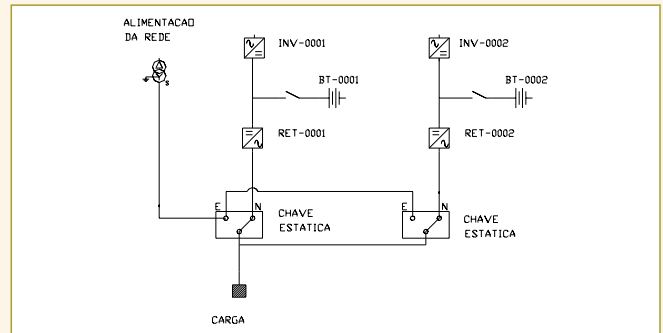 ALIMENTACAO
DA REDE
INV-0001
INV-0002
S
BT-0001
BT-0002
RET-0001
RET-0002
E
N
E
N
CHAVE
ESTATICA
CHAVE
ESTATICA
CARGA